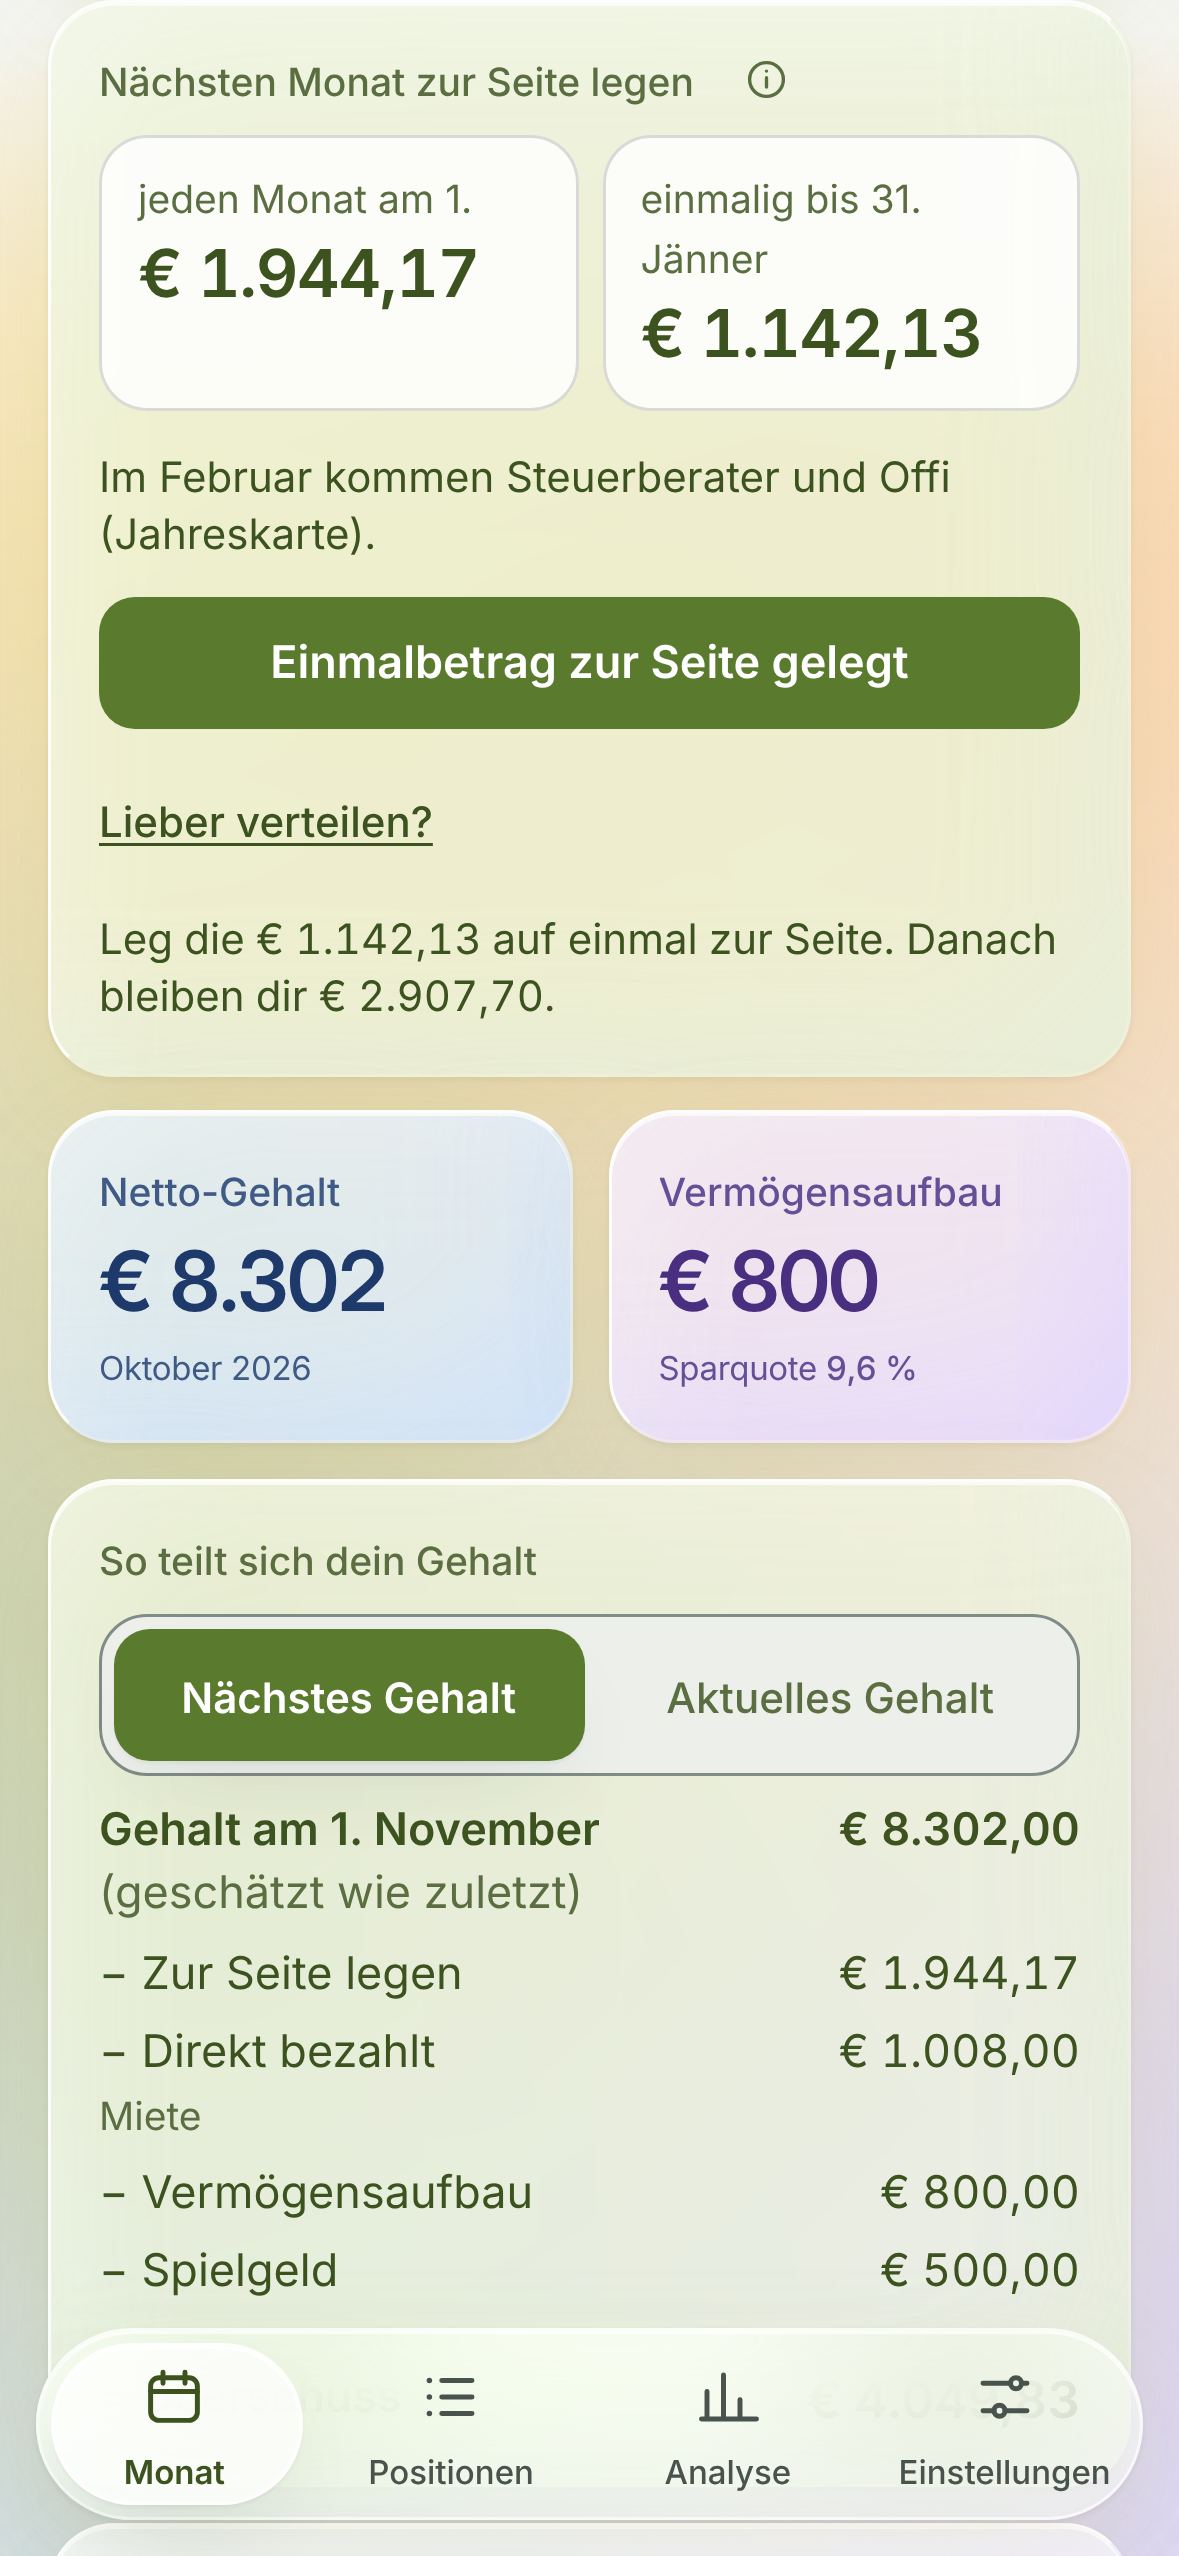 Nächsten Monat zur Seite legen
jeden Monat am 1.
€ 1.944,17
einmalig bis 31.
Jänner
€ 1.142,13
Im Februar kommen Steuerberater und Offi
(Jahreskarte).
Einmalbetrag zur Seite gelegt
Lieber verteilen?
Leg die € 1.142,13 auf einmal zur Seite. Danach
bleiben dir € 2.907,70.
Netto-Gehalt
€ 8.302
Oktober 2026
Vermögensaufbau
€ 800
Sparquote 9,6 %
So teilt sich dein Gehalt
Nächstes Gehalt
Aktuelles Gehalt
Gehalt am 1. November € 8.302,00
(geschätzt wie zuletzt)
– Zur Seite legen € 1.944,17
– Direkt bezahlt € 1.008,00
Miete
– Vermögensaufbau € 800,00
– Spielgeld € 500,00
€ 4.049,83
Monat
Positionen
Analyse
Einstellungen